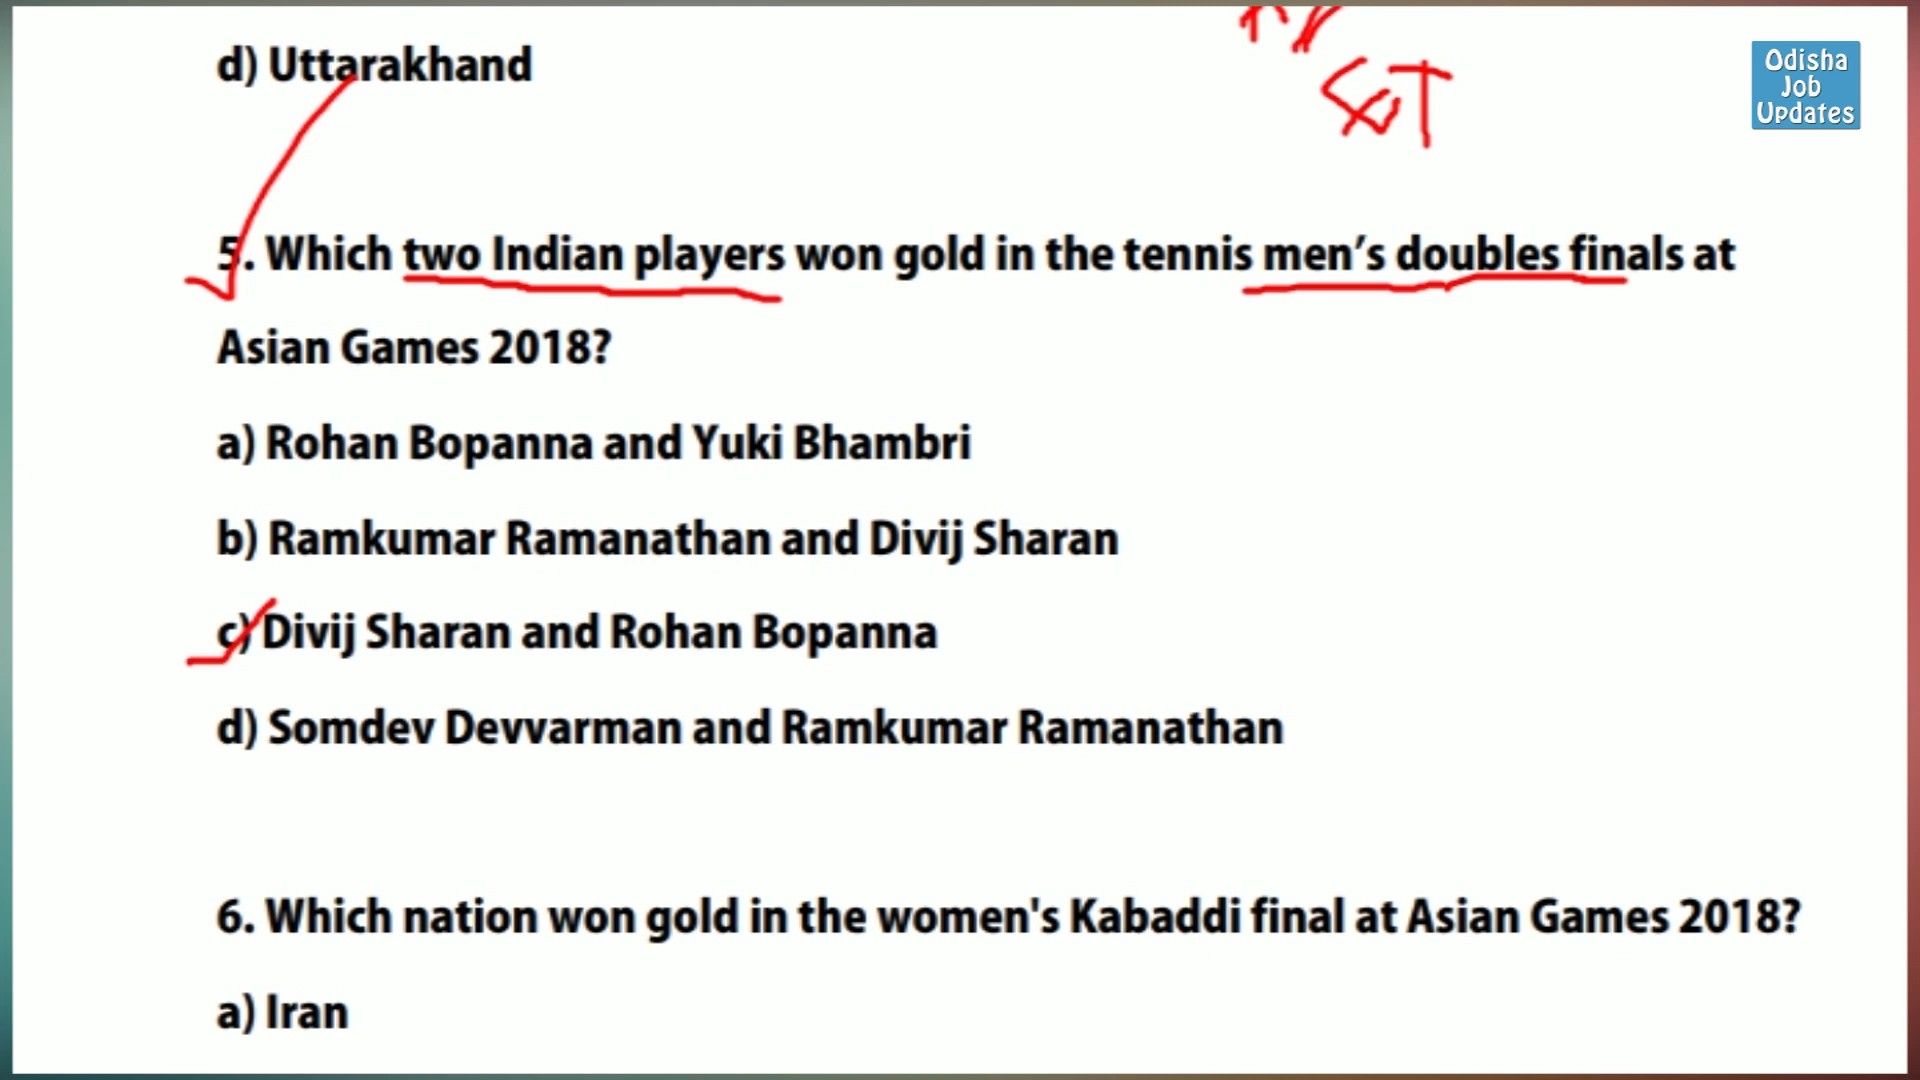 d) Uttarakhand
Odisha
Job
Updates
5. Which two Indian players won gold in the tennis men’s doubles finals at
Asian Games 2018?
a) Rohan Bopanna and Yuki Bhambri
b) Ramkumar Ramanathan and Divij Sharan
c) Divij Sharan and Rohan Bopanna
d) Somdev Devvarman and Ramkumar Ramanathan
6. Which nation won gold in the women's Kabaddi final at Asian Games 2018?
a) Iran